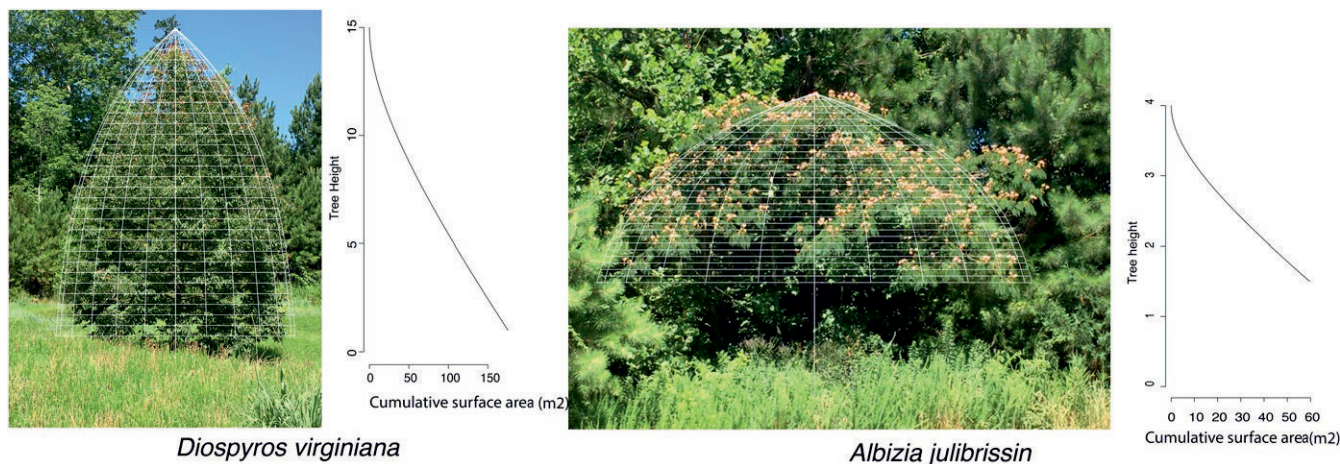 15
10
5
0
Tree Height
0 50 100 150
Cumulative surface area (m2)
Diospyros virginiana
4
3
2
1
0
Tree height
0 10 20 30 40 50 60
Cumulative surface area(m2)
Albizia julibrissin